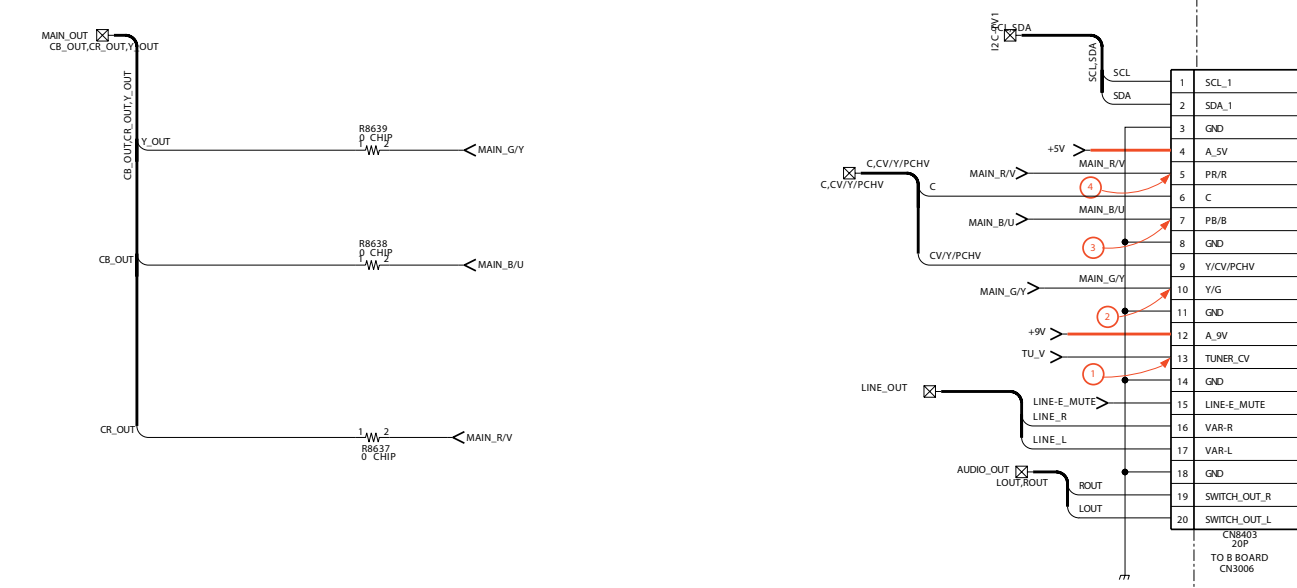 MAIN_OUT
CB_OUT,CR_OUT,Y_OUT
CB_OUT,CR_OUT,Y_OUT
Y_OUT
R8639
0 CHIP
1 2
MAIN_G/Y
CB_OUT
R8638
0 CHIP
1 2
MAIN_B/U
CR_OUT
1 2
R8637
0 CHIP
MAIN_R/V
SCL,SDA
SCL,SDA
SCL
1 SCL_1
SDA
2 SDA_1
3 GND
+5V
4 A_5V
C,CV/Y/PCHV
C,CV/Y/PCHV
MAIN_R/V
MAIN_R/V
5 PR/R
4
C
6 C
MAIN_B/U
MAIN_B/U
7 PB/B
3
8 GND
CV/Y/PCHV
9 Y/CV/PCHV
MAIN_G/Y
MAIN_G/Y
10 Y/G
2
11 GND
+9V
12 A_9V
TU_V
13 TUNER_CV
1
14 GND
LINE_OUT
LINE-E_MUTE
15 LINE-E_MUTE
LINE_R
16 VAR-R
LINE_L
17 VAR-L
AUDIO_OUT
LOUT,ROUT
18 GND
ROUT
19 SWITCH_OUT_R
LOUT
20 SWITCH_OUT_L
CN8403
20P
TO B BOARD
CN3006